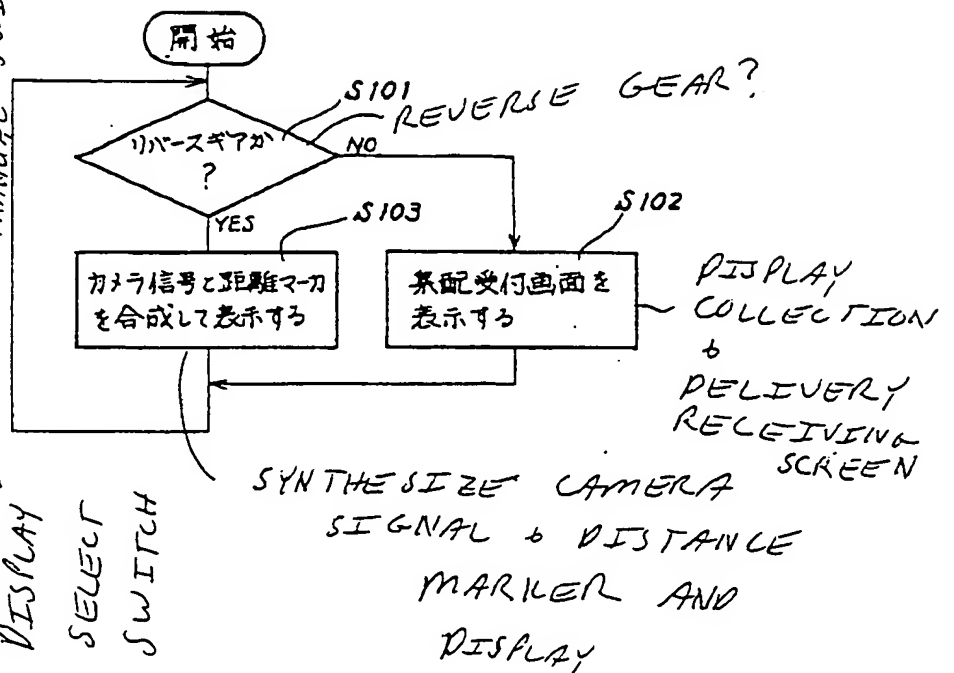 開始
S101
REVERSE GEAR?
リバースギアか
?
NO
YES
S103
S102
カメラ信号と距離マーカ
を合成して表示する
集配受付画面を
表示する
DISPLAY
COLLECTION
&
DELIVERY
RECEIVING
SCREEN
SYNTHESIZE CAMERA
SIGNAL & DISTANCE
MARKER AND
DISPLAY
MANUAL
DISPLAY
SELECT
SWITCH